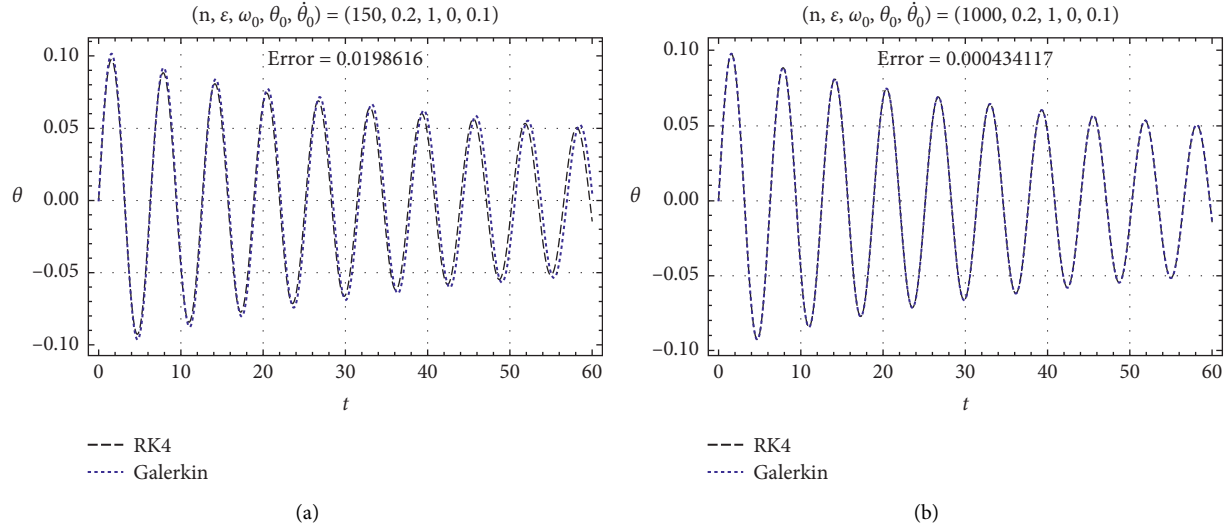 (n, ε, ω₀, θ₀, θ̇₀) = (150, 0.2, 1, 0, 0.1)
Error = 0.0198616
0.10
0.05
0.00
−0.05
−0.10
θ
0 10 20 30 40 50 60
t
RK4
Galerkin
(a)
(n, ε, ω₀, θ₀, θ̇₀) = (1000, 0.2, 1, 0, 0.1)
Error = 0.000434117
0.10
0.05
0.00
−0.05
−0.10
θ
0 10 20 30 40 50 60
t
RK4
Galerkin
(b)